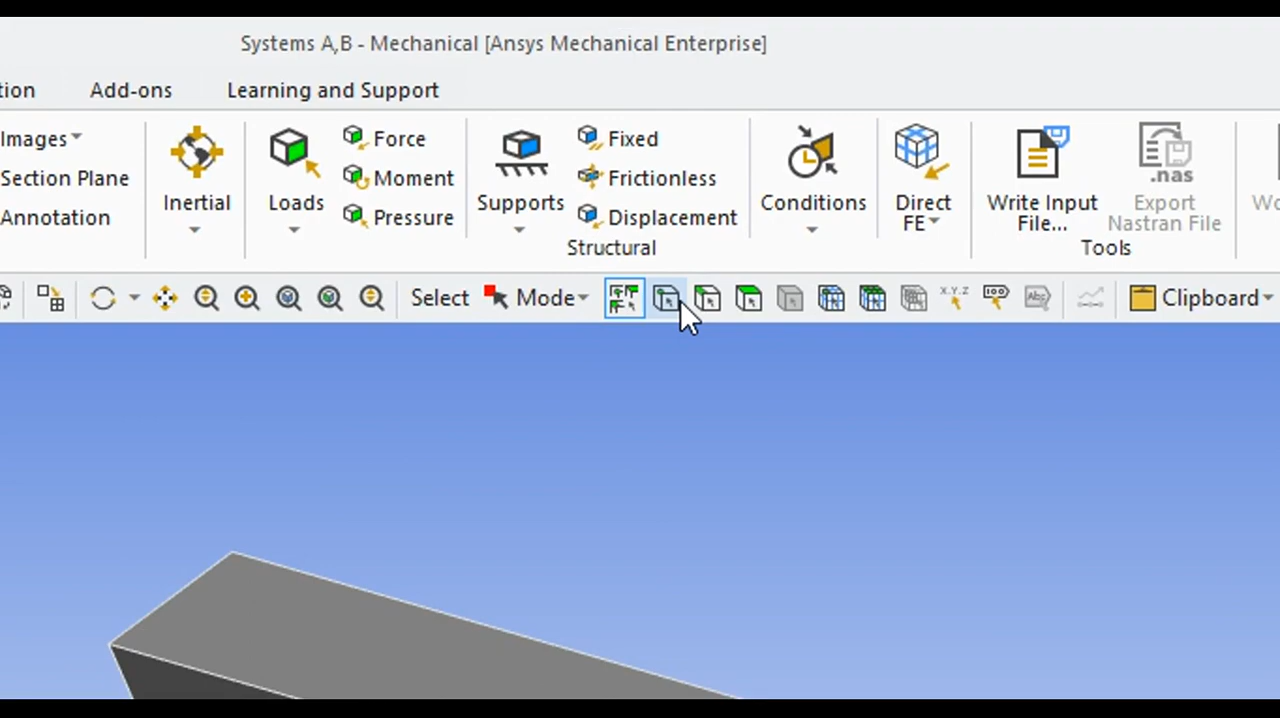 Systems A,B - Mechanical [Ansys Mechanical Enterprise]
tion Add-ons Learning and Support
Images Force Fixed
Section Plane Moment Frictionless
Annotation Pressure Displacement
Inertial Loads Supports Conditions Direct FE Write Input File... Export Nastran File Wo
.nas
Structural Tools
Select Mode X.Y.Z Abc Clipboard